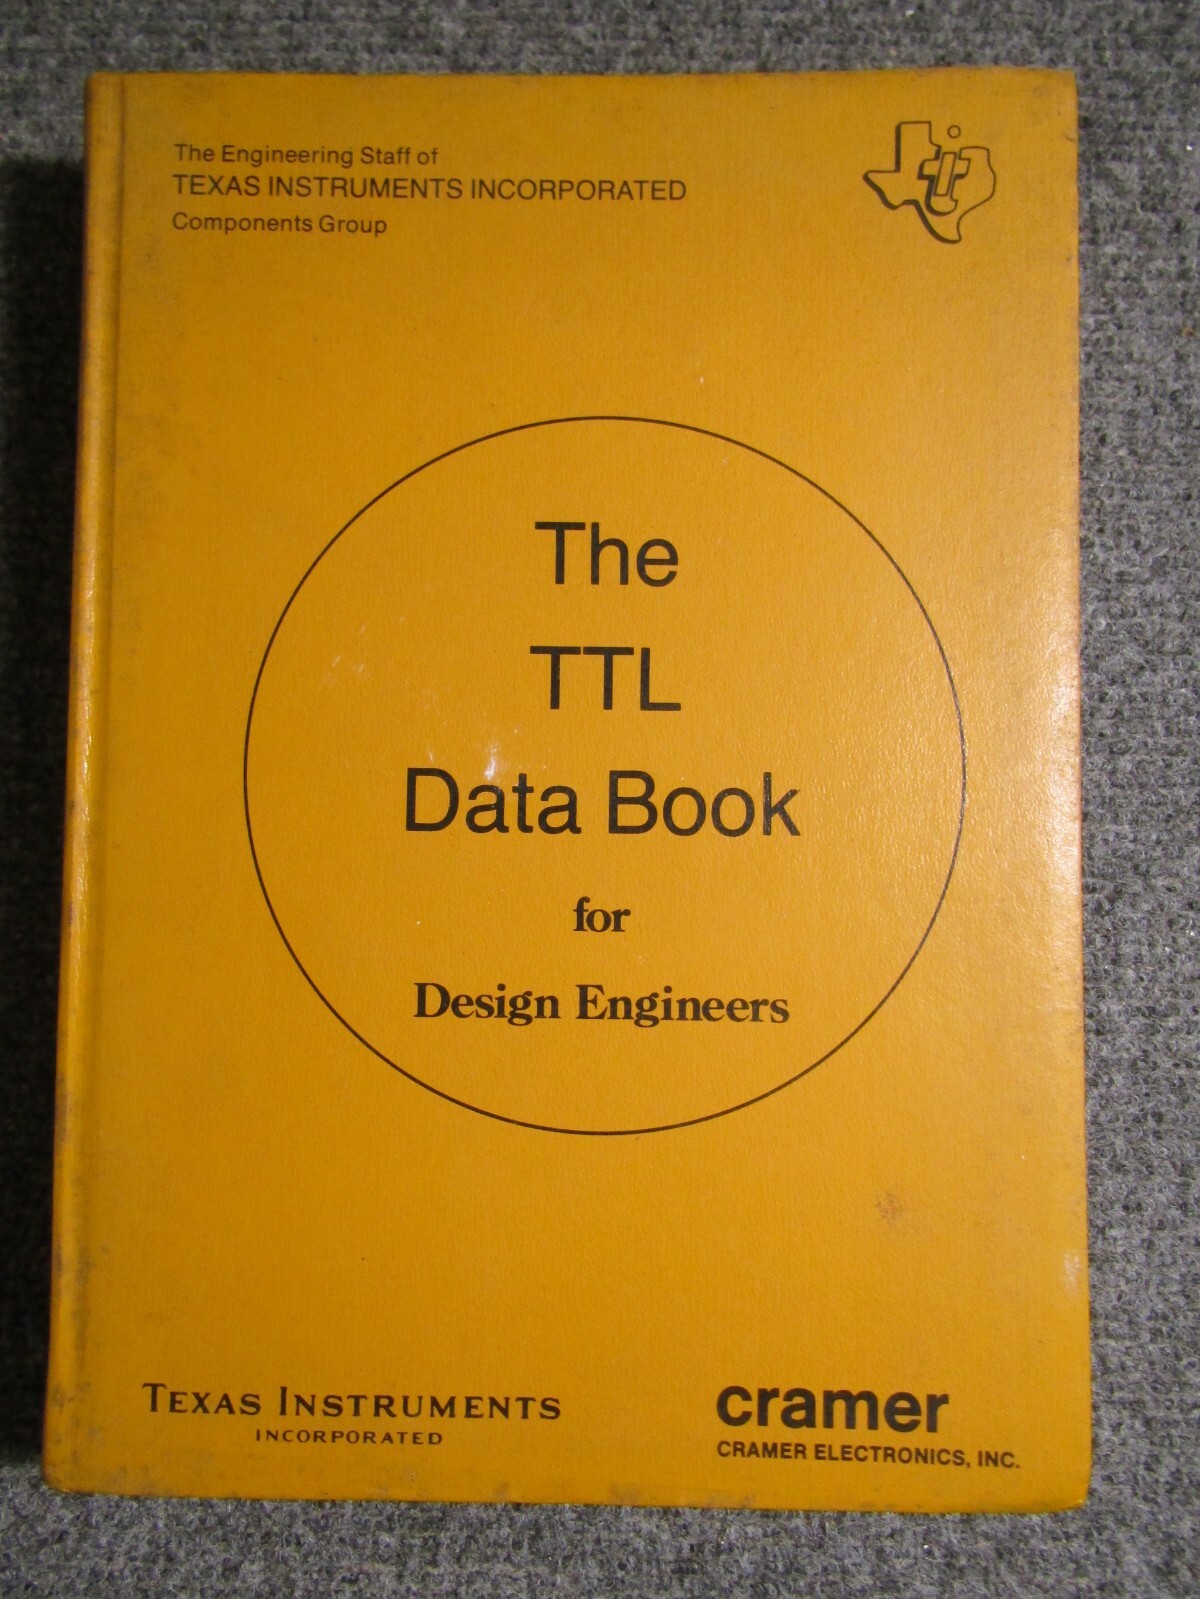 The Engineering Staff of
TEXAS INSTRUMENTS INCORPORATED
Components Group
The
TTL
Data Book
for
Design Engineers
TEXAS INSTRUMENTS
INCORPORATED
cramer
CRAMER ELECTRONICS, INC.